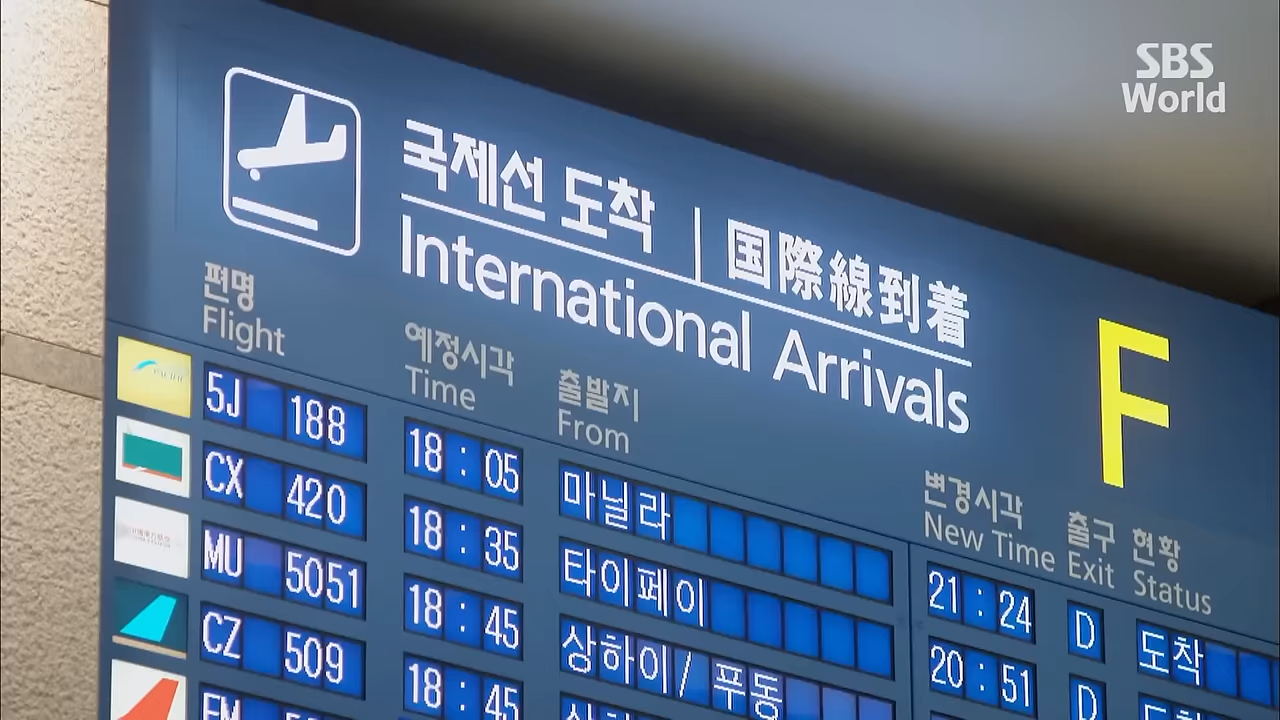 SBS
World
국제선 도착 | 国際線到着
International Arrivals
F
편명 예정시각 출발지 변경시각 출구 현황
Flight Time From New Time Exit Status
5J 188 18:05 마닐라 21:24 D 도착
CX 420 18:35 타이페이 20:51 D
MU 5051 18:45 상하이/푸동
CZ 509 18:45